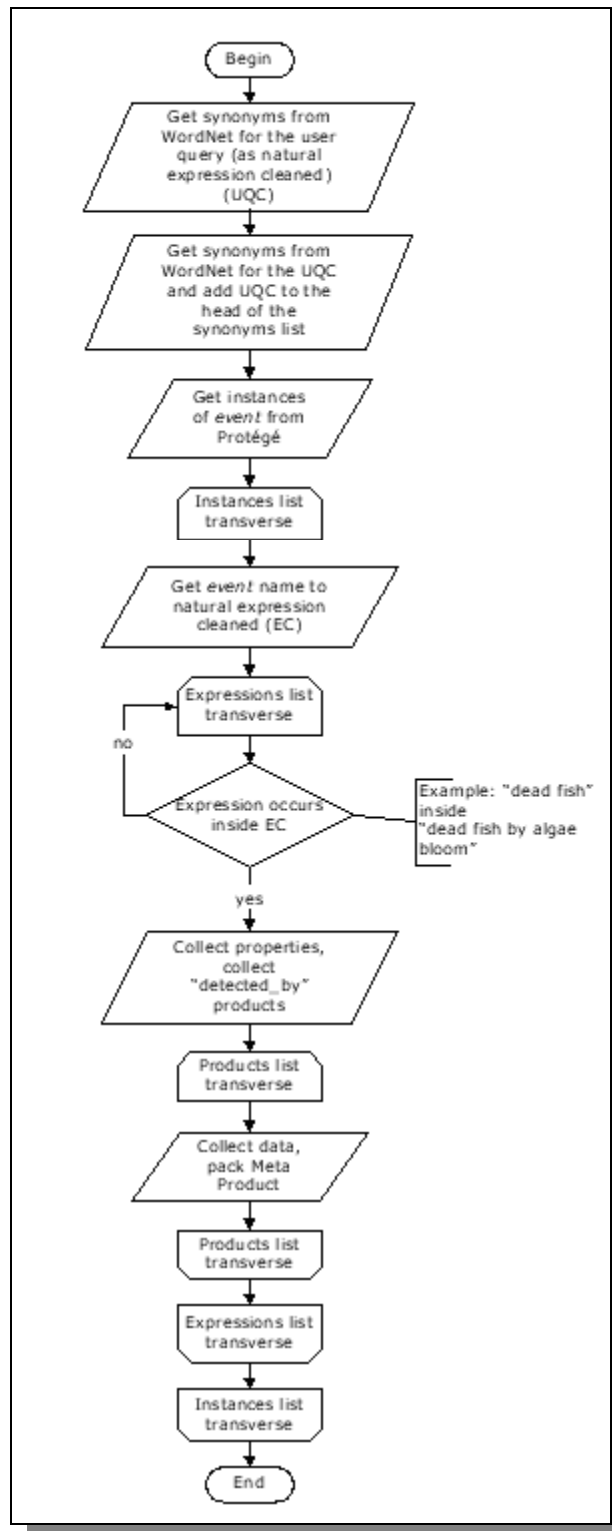 Begin
Get synonyms from
WordNet for the user
query (as natural
expression cleaned)
(UQC)
Get synonyms from
WordNet for the UQC
and add UQC to the
head of the
synonyms list
Get instances
of event from
Protégé
Instances list
transverse
Get event name to
natural expression
cleaned (EC)
Expressions list
transverse
no
Expression occurs
inside EC
Example: “dead fish”
inside
“dead fish by algae
bloom”
yes
Collect properties,
collect
“detected_by”
products
Products list
transverse
Collect data,
pack Meta
Product
Products list
transverse
Expressions list
transverse
Instances list
transverse
End